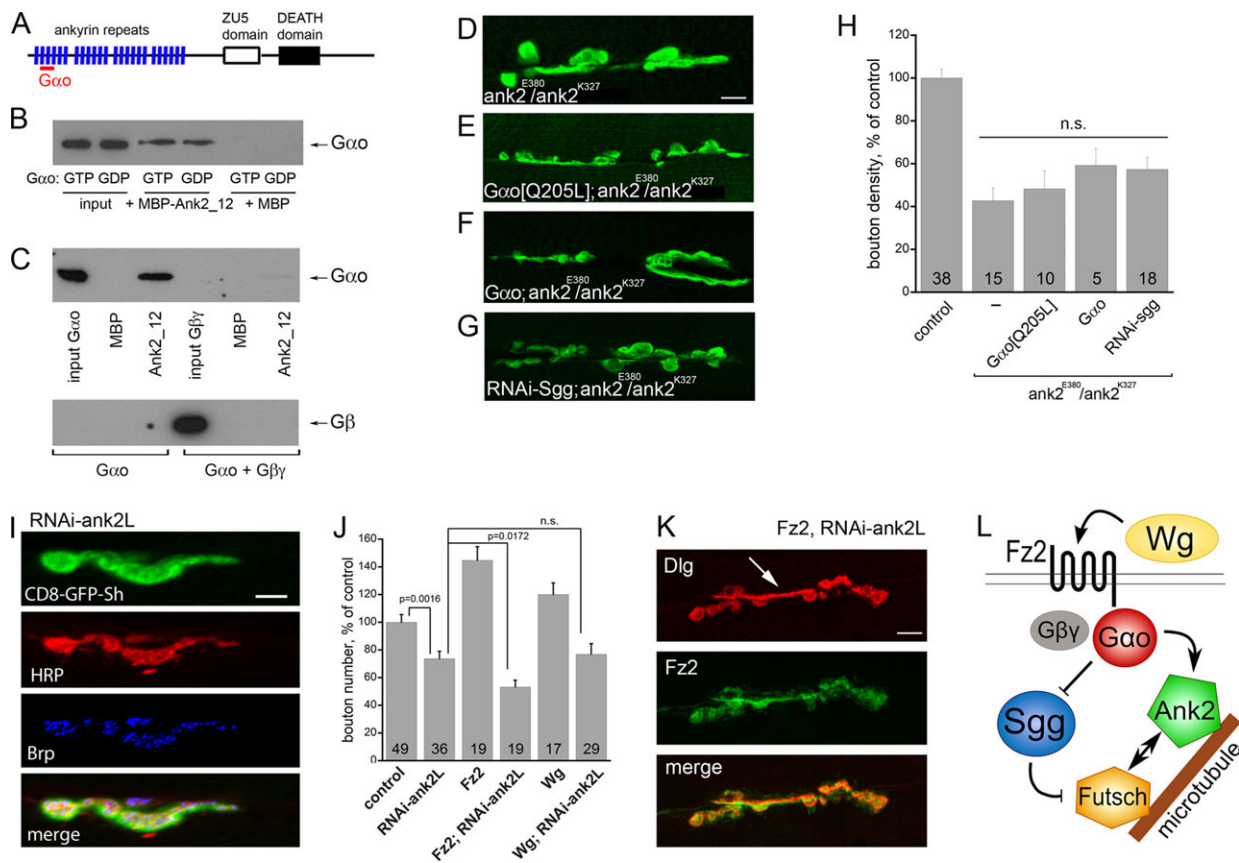 A
ankyrin repeats
ZU5
domain
DEATH
domain
Gαo
B
Gαo
Gαo: GTP GDP GTP GDP GTP GDP
input + MBP-Ank2_12 + MBP
C
Gαo
input Gαo
MBP
Ank2_12
input Gβγ
MBP
Ank2_12
Gβ
Gαo
Gαo + Gβγ
D
ank2E380/ank2K327
E
Gαo[Q205L]; ank2E380/ank2K327
F
Gαo; ank2E380/ank2K327
G
RNAi-Sgg; ank2E380/ank2K327
H
bouton density, % of control
120
100
80
60
40
20
0
n.s.
38
15
10
5
18
control
–
Gαo[Q205L]
Gαo
RNAi-sgg
ank2E380/ank2K327
I
RNAi-ank2L
CD8-GFP-Sh
HRP
Brp
merge
J
bouton number, % of control
160
140
120
100
80
60
40
20
0
n.s.
p=0.0172
p=0.0016
49
36
19
19
17
29
control
RNAi-ank2L
Fz2
Fz2; RNAi-ank2L
Wg
Wg; RNAi-ank2L
K
Fz2, RNAi-ank2L
Dlg
Fz2
merge
L
Fz2
Wg
Gβγ
Gαo
Sgg
Ank2
Futsch
microtubule